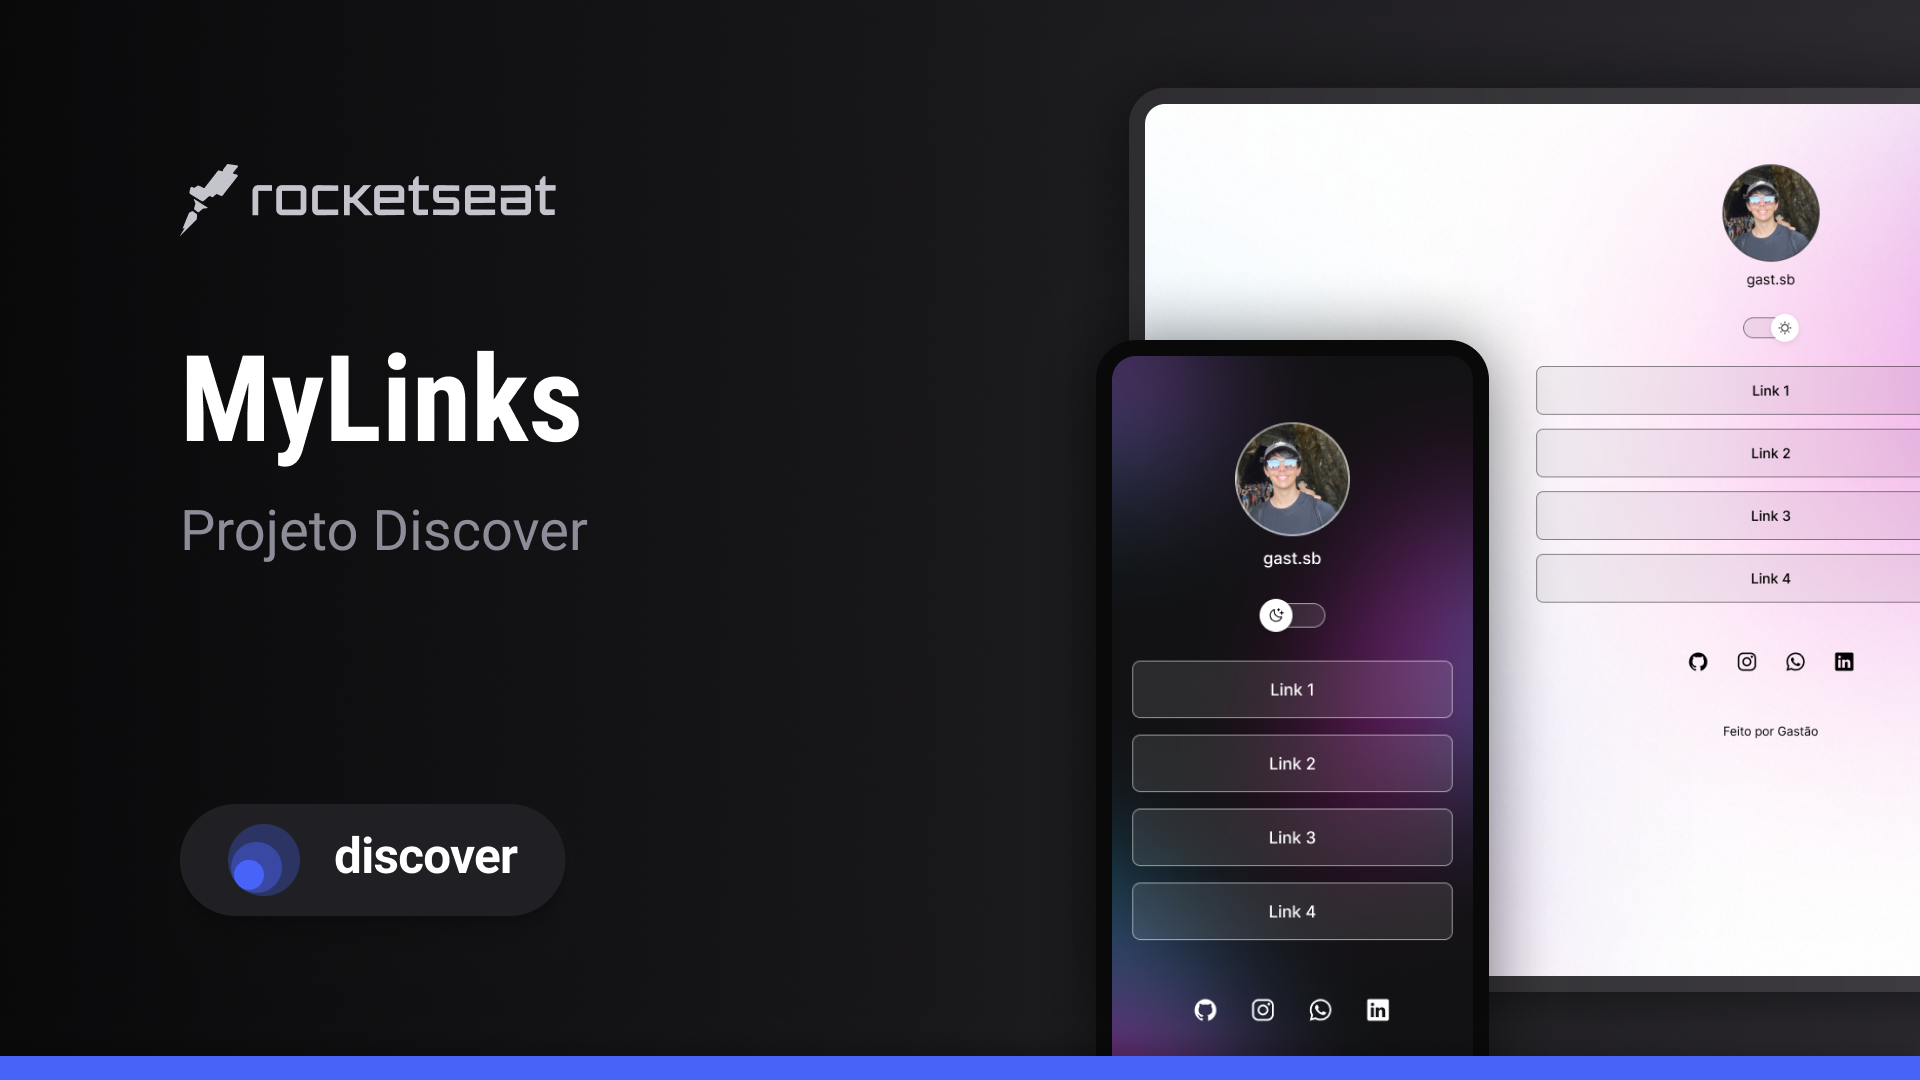 rocketseat
MyLinks
Projeto Discover
discover
gast.sb
Link 1
Link 2
Link 3
Link 4
gast.sb
Link 1
Link 2
Link 3
Link 4
Feito por Gastão